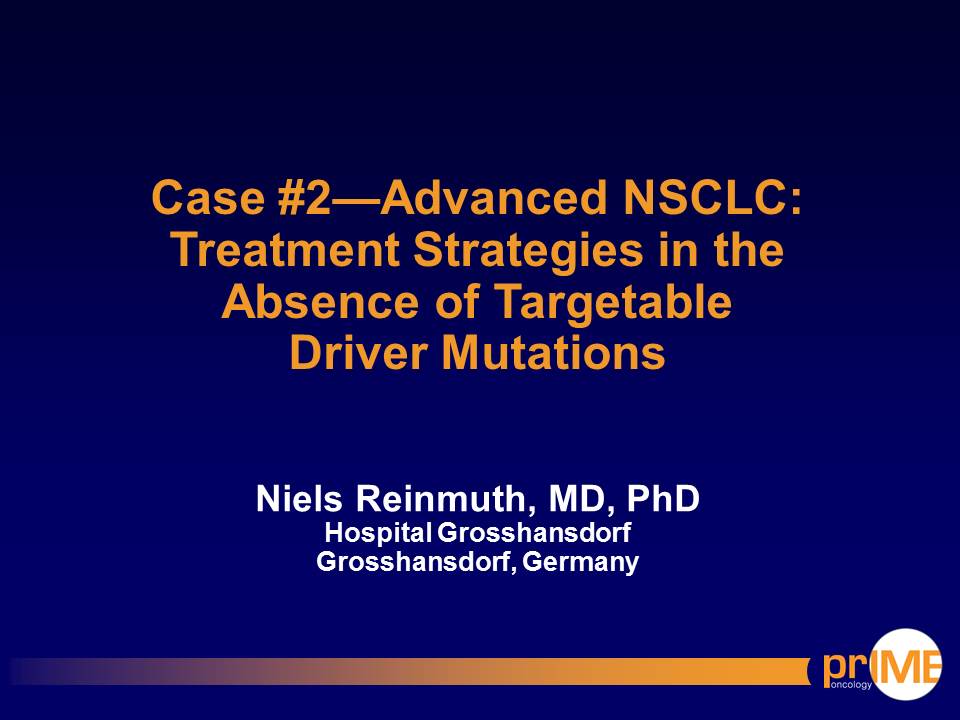 Case #2—Advanced NSCLC:
Treatment Strategies in the
Absence of Targetable
Driver Mutations
Niels Reinmuth, MD, PhD
Hospital Grosshansdorf
Grosshansdorf, Germany
prIME
oncology